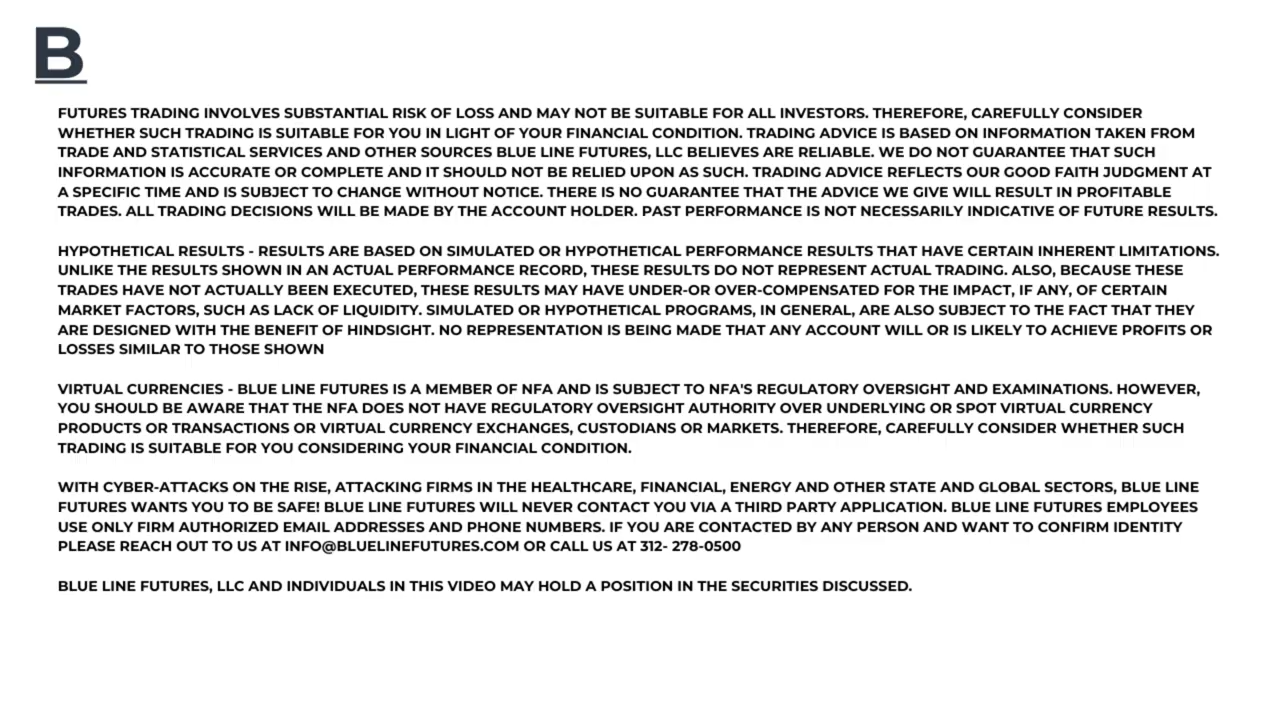 B
FUTURES TRADING INVOLVES SUBSTANTIAL RISK OF LOSS AND MAY NOT BE SUITABLE FOR ALL INVESTORS. THEREFORE, CAREFULLY CONSIDER
WHETHER SUCH TRADING IS SUITABLE FOR YOU IN LIGHT OF YOUR FINANCIAL CONDITION. TRADING ADVICE IS BASED ON INFORMATION TAKEN FROM
TRADE AND STATISTICAL SERVICES AND OTHER SOURCES BLUE LINE FUTURES, LLC BELIEVES ARE RELIABLE. WE DO NOT GUARANTEE THAT SUCH
INFORMATION IS ACCURATE OR COMPLETE AND IT SHOULD NOT BE RELIED UPON AS SUCH. TRADING ADVICE REFLECTS OUR GOOD FAITH JUDGMENT AT
A SPECIFIC TIME AND IS SUBJECT TO CHANGE WITHOUT NOTICE. THERE IS NO GUARANTEE THAT THE ADVICE WE GIVE WILL RESULT IN PROFITABLE
TRADES. ALL TRADING DECISIONS WILL BE MADE BY THE ACCOUNT HOLDER. PAST PERFORMANCE IS NOT NECESSARILY INDICATIVE OF FUTURE RESULTS.
HYPOTHETICAL RESULTS - RESULTS ARE BASED ON SIMULATED OR HYPOTHETICAL PERFORMANCE RESULTS THAT HAVE CERTAIN INHERENT LIMITATIONS.
UNLIKE THE RESULTS SHOWN IN AN ACTUAL PERFORMANCE RECORD, THESE RESULTS DO NOT REPRESENT ACTUAL TRADING. ALSO, BECAUSE THESE
TRADES HAVE NOT ACTUALLY BEEN EXECUTED, THESE RESULTS MAY HAVE UNDER-OR OVER-COMPENSATED FOR THE IMPACT, IF ANY, OF CERTAIN
MARKET FACTORS, SUCH AS LACK OF LIQUIDITY. SIMULATED OR HYPOTHETICAL PROGRAMS, IN GENERAL, ARE ALSO SUBJECT TO THE FACT THAT THEY
ARE DESIGNED WITH THE BENEFIT OF HINDSIGHT. NO REPRESENTATION IS BEING MADE THAT ANY ACCOUNT WILL OR IS LIKELY TO ACHIEVE PROFITS OR
LOSSES SIMILAR TO THOSE SHOWN
VIRTUAL CURRENCIES - BLUE LINE FUTURES IS A MEMBER OF NFA AND IS SUBJECT TO NFA'S REGULATORY OVERSIGHT AND EXAMINATIONS. HOWEVER,
YOU SHOULD BE AWARE THAT THE NFA DOES NOT HAVE REGULATORY OVERSIGHT AUTHORITY OVER UNDERLYING OR SPOT VIRTUAL CURRENCY
PRODUCTS OR TRANSACTIONS OR VIRTUAL CURRENCY EXCHANGES, CUSTODIANS OR MARKETS. THEREFORE, CAREFULLY CONSIDER WHETHER SUCH
TRADING IS SUITABLE FOR YOU CONSIDERING YOUR FINANCIAL CONDITION.
WITH CYBER-ATTACKS ON THE RISE, ATTACKING FIRMS IN THE HEALTHCARE, FINANCIAL, ENERGY AND OTHER STATE AND GLOBAL SECTORS, BLUE LINE
FUTURES WANTS YOU TO BE SAFE! BLUE LINE FUTURES WILL NEVER CONTACT YOU VIA A THIRD PARTY APPLICATION. BLUE LINE FUTURES EMPLOYEES
USE ONLY FIRM AUTHORIZED EMAIL ADDRESSES AND PHONE NUMBERS. IF YOU ARE CONTACTED BY ANY PERSON AND WANT TO CONFIRM IDENTITY
PLEASE REACH OUT TO US AT INFO@BLUELINEFUTURES.COM OR CALL US AT 312- 278-0500
BLUE LINE FUTURES, LLC AND INDIVIDUALS IN THIS VIDEO MAY HOLD A POSITION IN THE SECURITIES DISCUSSED.